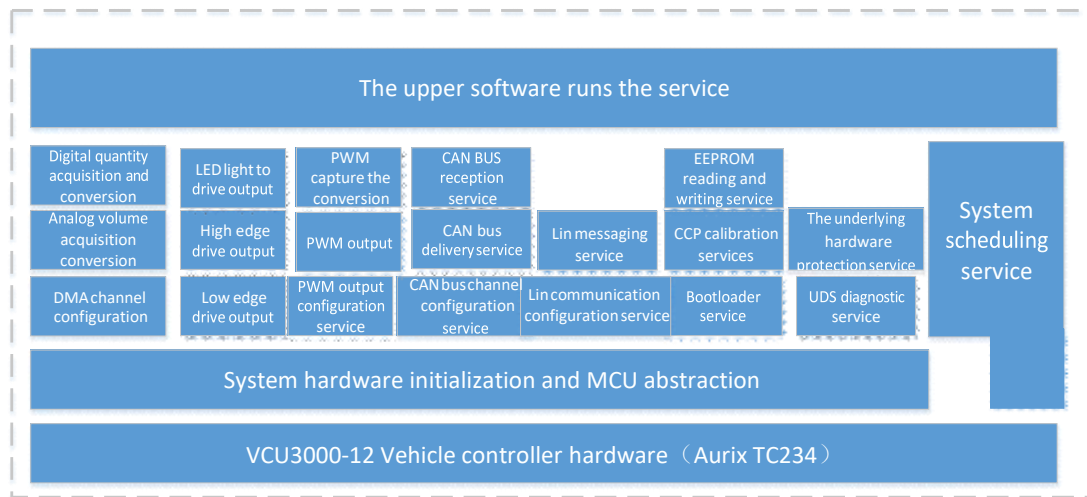 The upper software runs the service
Digital quantity
acquisition and
conversion
LED light to
drive output
PWM
capture the
conversion
CAN BUS
reception
service
EEPROM
reading and
writing service
System
scheduling
service
Analog volume
acquisition
conversion
High edge
drive output
PWM output
CAN bus
delivery service
Lin messaging
service
CCP calibration
services
The underlying
hardware
protection service
DMA channel
configuration
Low edge
drive output
PWM output
configuration
service
CAN bus channel
configuration
service
Lin communication
configuration service
Bootloader
service
UDS diagnostic
service
System hardware initialization and MCU abstraction
VCU3000-12 Vehicle controller hardware（Aurix TC234）